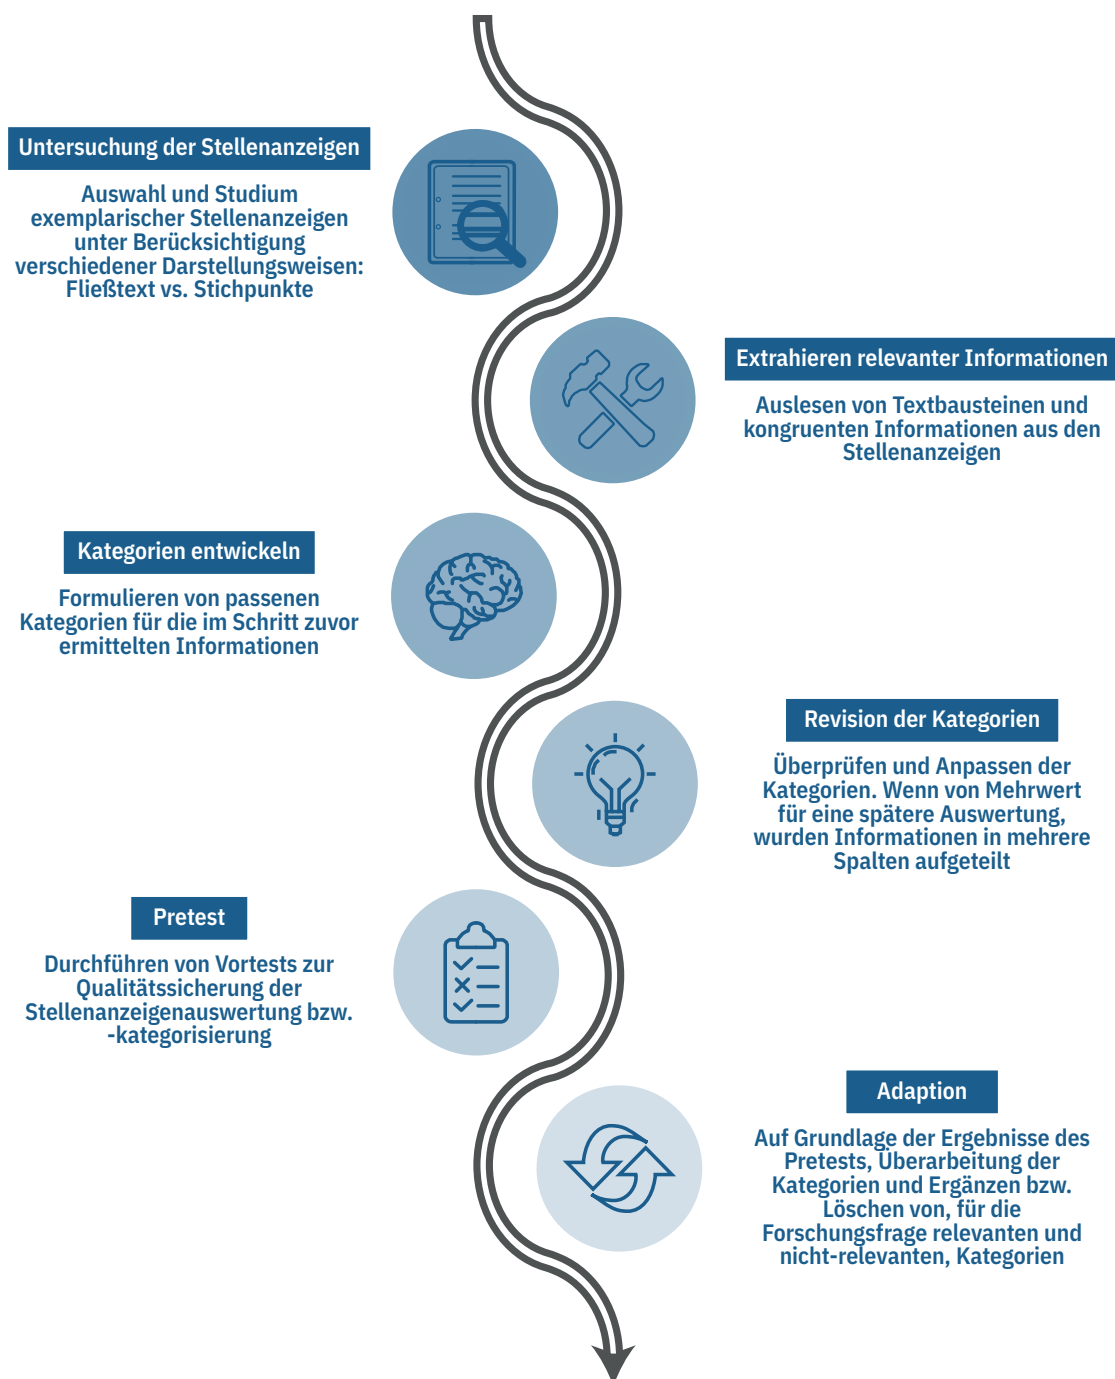 Untersuchung der Stellenanzeigen
Auswahl und Studium
exemplarischer Stellenanzeigen
unter Berücksichtigung
verschiedener Darstellungsweisen:
Fließtext vs. Stichpunkte
Extrahieren relevanter Informationen
Auslesen von Textbausteinen und
kongruenten Informationen aus den
Stellenanzeigen
Kategorien entwickeln
Formulieren von passenen
Kategorien für die im Schritt zuvor
ermittelten Informationen
Revision der Kategorien
Überprüfen und Anpassen der
Kategorien. Wenn von Mehrwert
für eine spätere Auswertung,
wurden Informationen in mehrere
Spalten aufgeteilt
Pretest
Durchführen von Vortests zur
Qualitätssicherung der
Stellenanzeigenauswertung bzw.
-kategorisierung
Adaption
Auf Grundlage der Ergebnisse des
Pretests, Überarbeitung der
Kategorien und Ergänzen bzw.
Löschen von, für die
Forschungsfrage relevanten und
nicht-relevanten, Kategorien